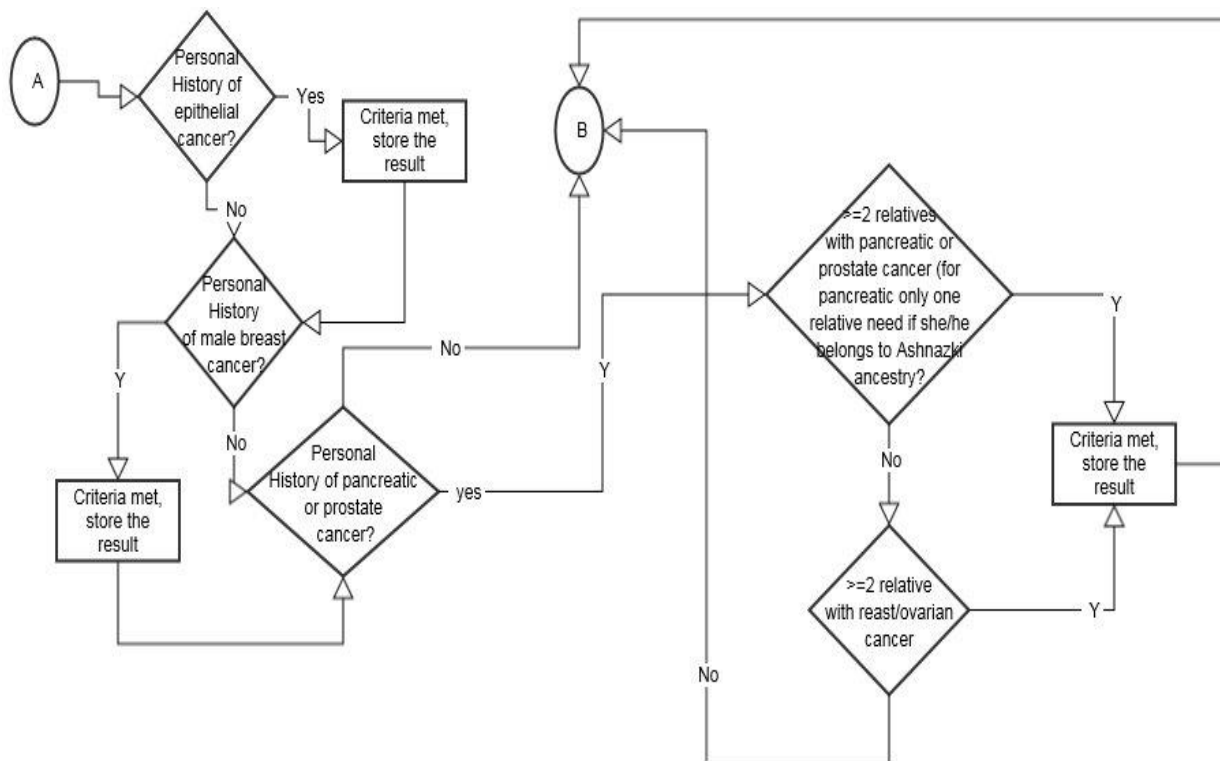 A
Personal
History of
epithelial
cancer?
Yes
Criteria met,
store the
result
No
Personal
History
of male breast
cancer?
Y
No
Criteria met,
store the
result
Personal
History of pancreatic
or prostate
cancer?
No
yes
Y
B
>=2 relatives
with pancreatic or
prostate cancer (for
pancreatic only one
relative need if she/he
belongs to Ashnazki
ancestry?
Y
No
Criteria met,
store the
result
>=2 relative
with reast/ovarian
cancer
Y
No